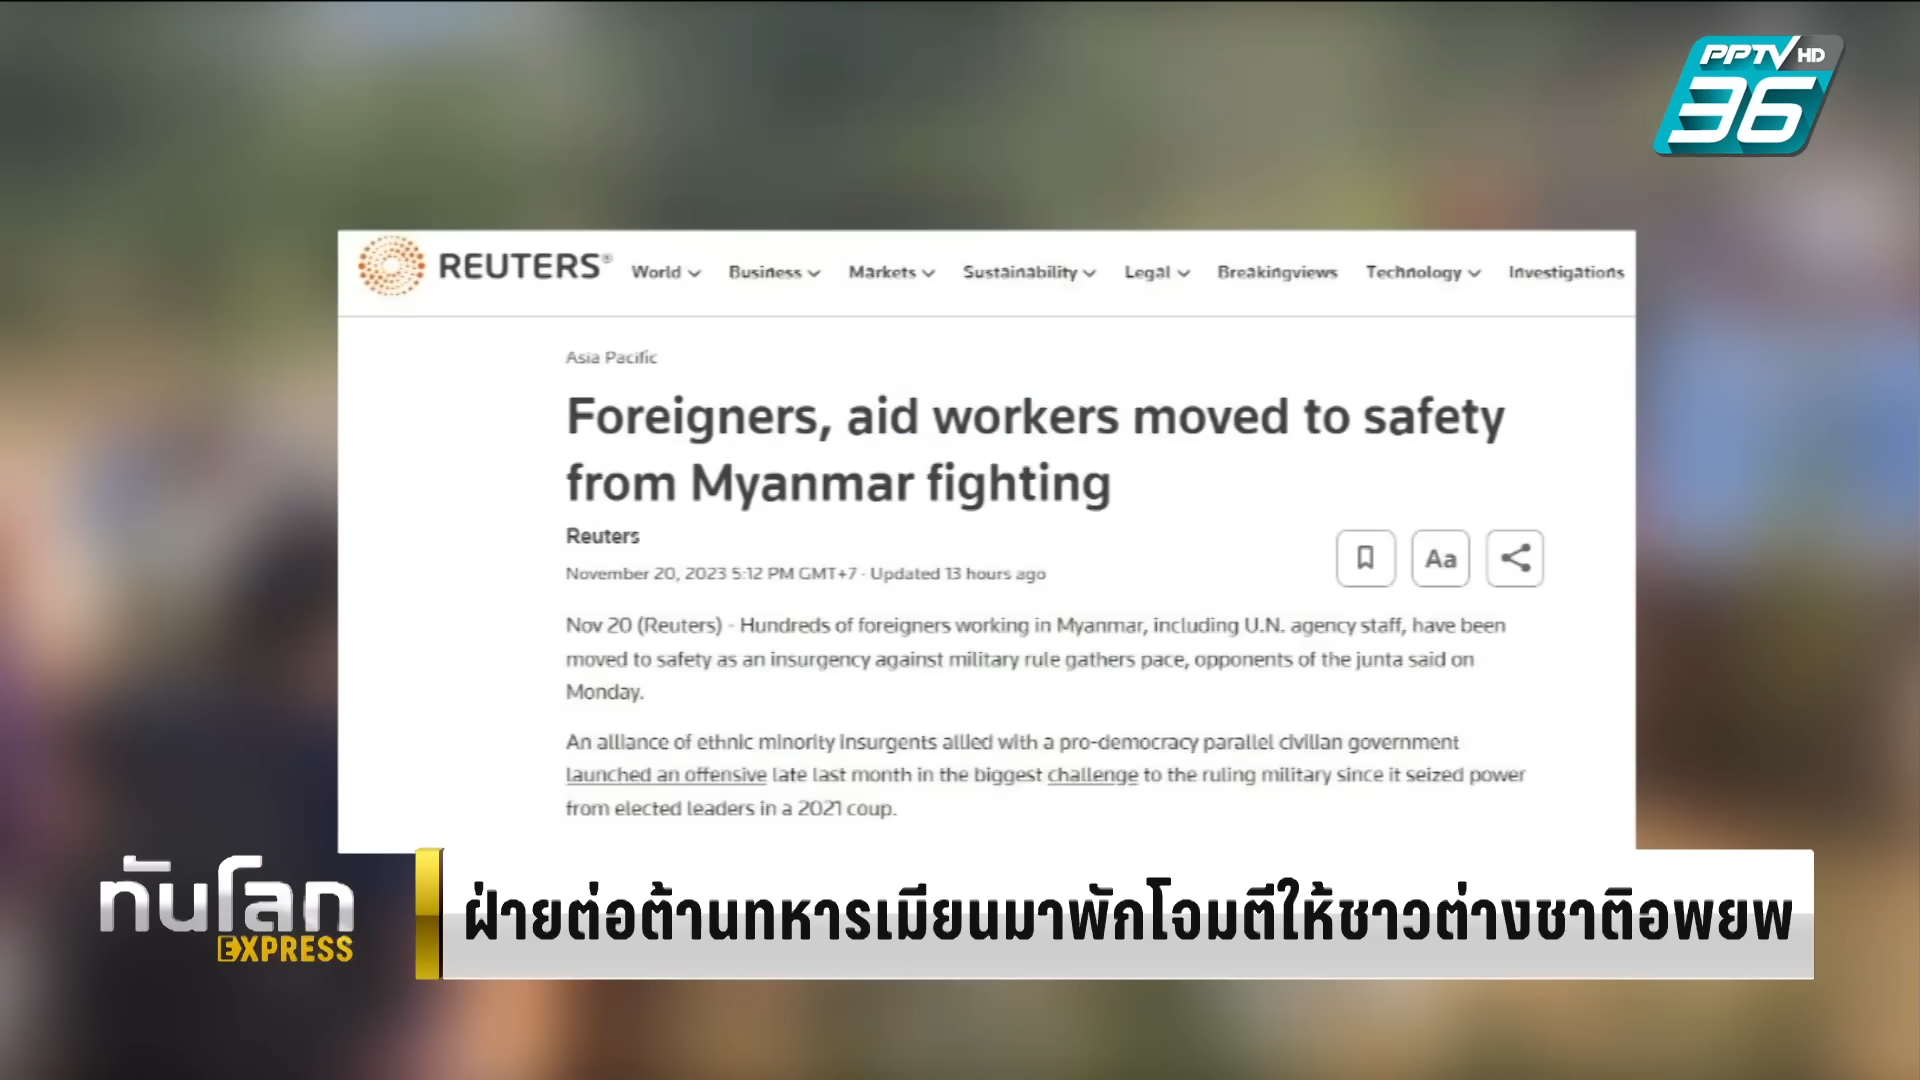 PPTV HD
36
REUTERS®
World Business Markets Sustainability Legal Breakingviews Technology Investigations
Asia Pacific
Foreigners, aid workers moved to safety
from Myanmar fighting
Reuters
November 20, 2023 5:12 PM GMT+7 · Updated 13 hours ago
Aa
Nov 20 (Reuters) - Hundreds of foreigners working in Myanmar, including U.N. agency staff, have been
moved to safety as an insurgency against military rule gathers pace, opponents of the junta said on
Monday.
An alliance of ethnic minority insurgents allied with a pro-democracy parallel civilian government
launched an offensive late last month in the biggest challenge to the ruling military since it seized power
from elected leaders in a 2021 coup.
ทันโลก
EXPRESS
ฝ่ายต่อต้านทหารเมียนมาพักโจมตีให้ชาวต่างชาติอพยพ